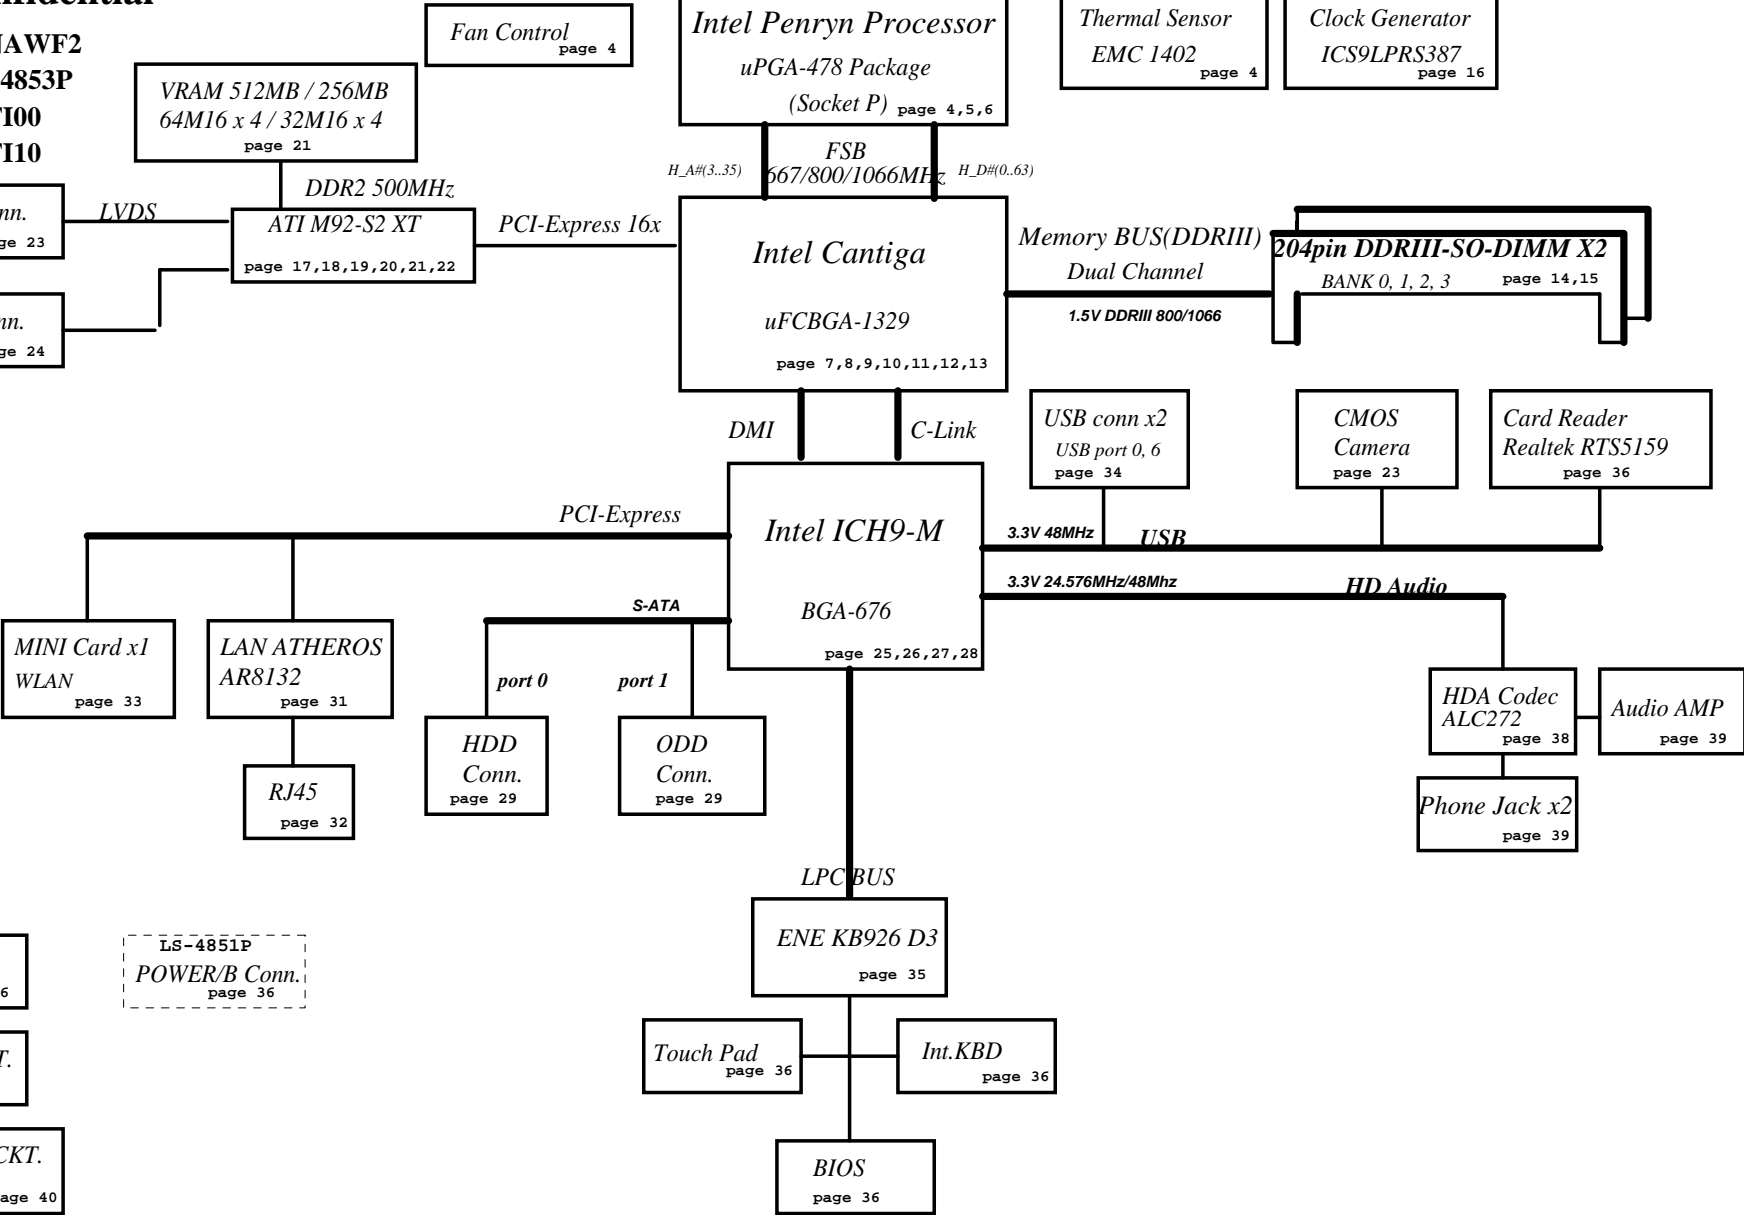 Fan Control
page 4
Intel Penryn Processor
uPGA-478 Package
(Socket P) page 4,5,6
Thermal Sensor
EMC 1402
page 4
Clock Generator
ICS9LPRS387
page 16
4853P
VRAM 512MB / 256MB
64M16 x 4 / 32M16 x 4
page 21
H_A#(3..35)
FSB
667/800/1066MHz
H_D#(0..63)
DDR2 500MHz
LVDS
23
ATI M92-S2 XT
page 17,18,19,20,21,22
PCI-Express 16x
Intel Cantiga
uFCBGA-1329
page 7,8,9,10,11,12,13
Memory BUS(DDRIII)
Dual Channel
1.5V DDRIII 800/1066
204pin DDRIII-SO-DIMM X2
BANK 0, 1, 2, 3 page 14,15
24
DMI
C-Link
USB conn x2
USB port 0, 6
page 34
CMOS
Camera
page 23
Card Reader
Realtek RTS5159
page 36
PCI-Express
Intel ICH9-M
BGA-676
page 25,26,27,28
3.3V 48MHz
USB
3.3V 24.576MHz/48Mhz
HD Audio
S-ATA
MINI Card x1
WLAN
page 33
LAN ATHEROS
AR8132
page 31
port 0
port 1
HDD
Conn.
page 29
ODD
Conn.
page 29
RJ45
page 32
HDA Codec
ALC272
page 38
Audio AMP
page 39
Phone Jack x2
page 39
LPC BUS
ENE KB926 D3
page 35
LS-4851P
POWER/B Conn.
page 36
Touch Pad
page 36
Int.KBD
page 36
CKT.
40
BIOS
page 36